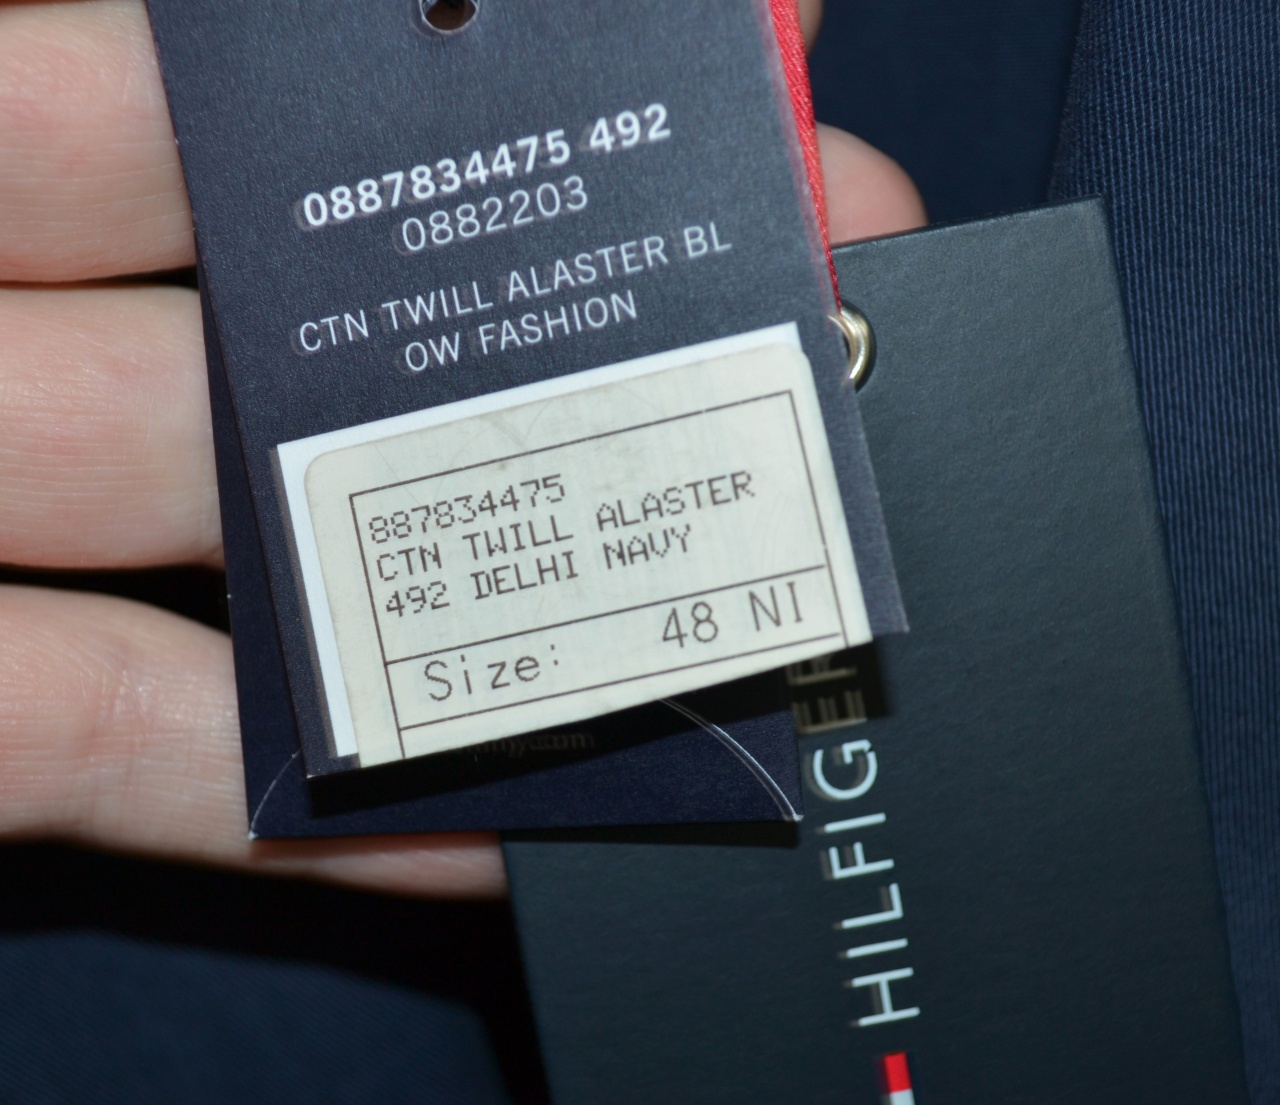 0887834475 492
0882203
CTN TWILL ALASTER BL
OW FASHION
887834475
CTN TWILL ALASTER
492 DELHI NAVY
Size: 48 NI
HILFIGER